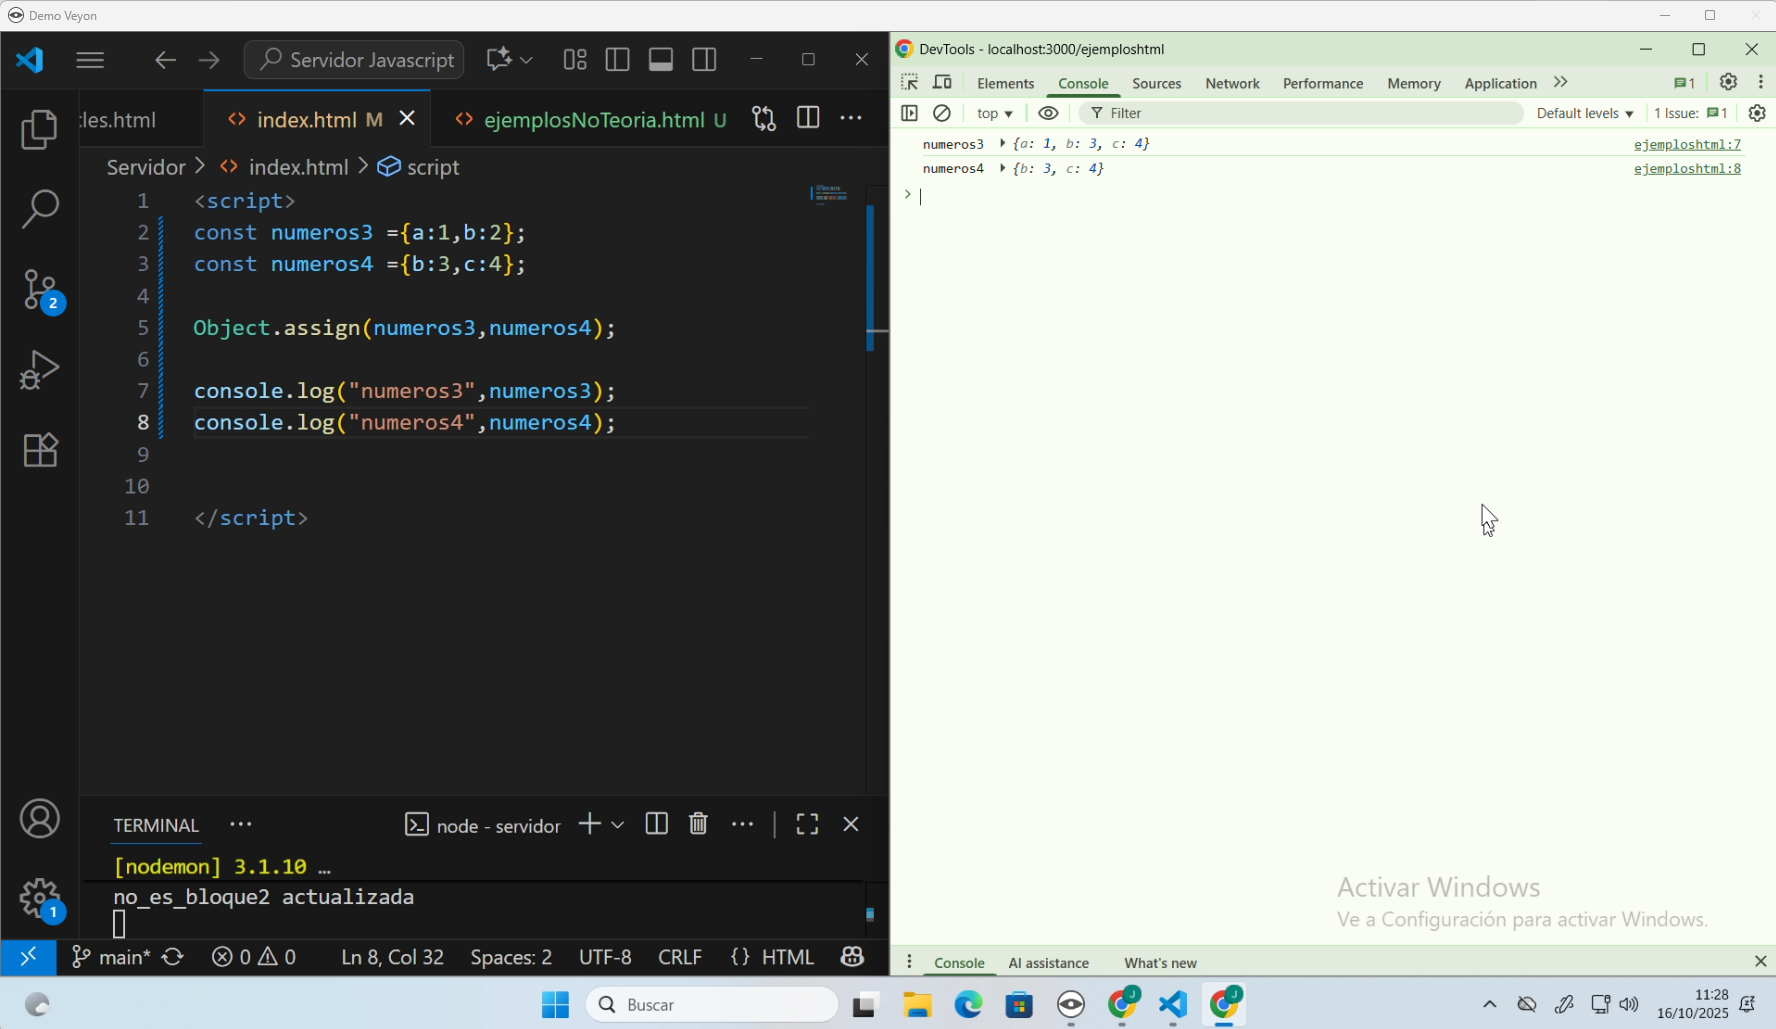 Demo Veyon
Servidor Javascript
les.html
index.html M
ejemplosNoTeoria.html U
Servidor > index.html > script
1 <script>
2 const numeros3 ={a:1,b:2};
3 const numeros4 ={b:3,c:4};
4
5 Object.assign(numeros3,numeros4);
6
7 console.log("numeros3",numeros3);
8 console.log("numeros4",numeros4);
9
10
11 </script>
TERMINAL ··· node - servidor
[nodemon] 3.1.10 …
no_es_bloque2 actualizada
2
1
main* 0 0 Ln 8, Col 32 Spaces: 2 UTF-8 CRLF {} HTML
DevTools - localhost:3000/ejemploshtml
Elements Console Sources Network Performance Memory Application 1
top Filter Default levels 1 Issue: 1
numeros3 {a: 1, b: 3, c: 4} ejemploshtml:7
numeros4 {b: 3, c: 4} ejemploshtml:8
>
Activar Windows
Ve a Configuración para activar Windows.
Console AI assistance What's new
Buscar
J
J
11:28
16/10/2025